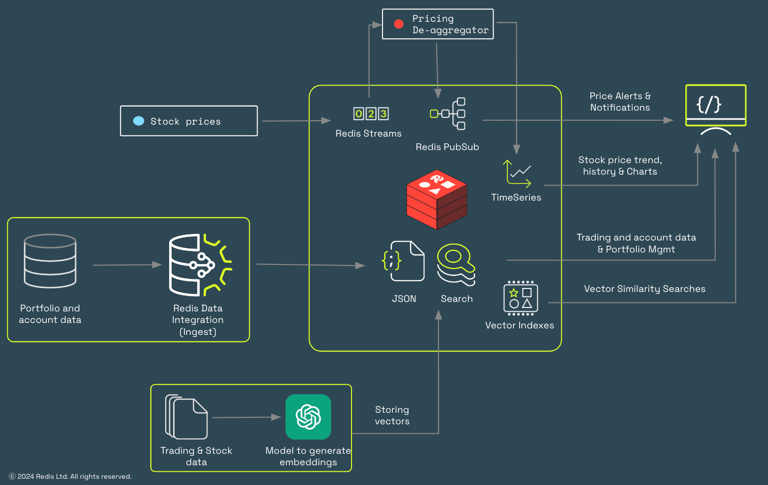 Pricing
De-aggregator
Stock prices
023
Redis Streams
Redis PubSub
TimeSeries
JSON
Search
Vector Indexes
Price Alerts &
Notifications
Stock price trend,
history & Charts
Trading and account data
& Portfolio Mgmt
Vector Similarity Searches
Portfolio and
account data
Redis Data
Integration
(Ingest)
Storing
vectors
Trading & Stock
data
Model to generate
embeddings
© 2024 Redis Ltd. All rights reserved.